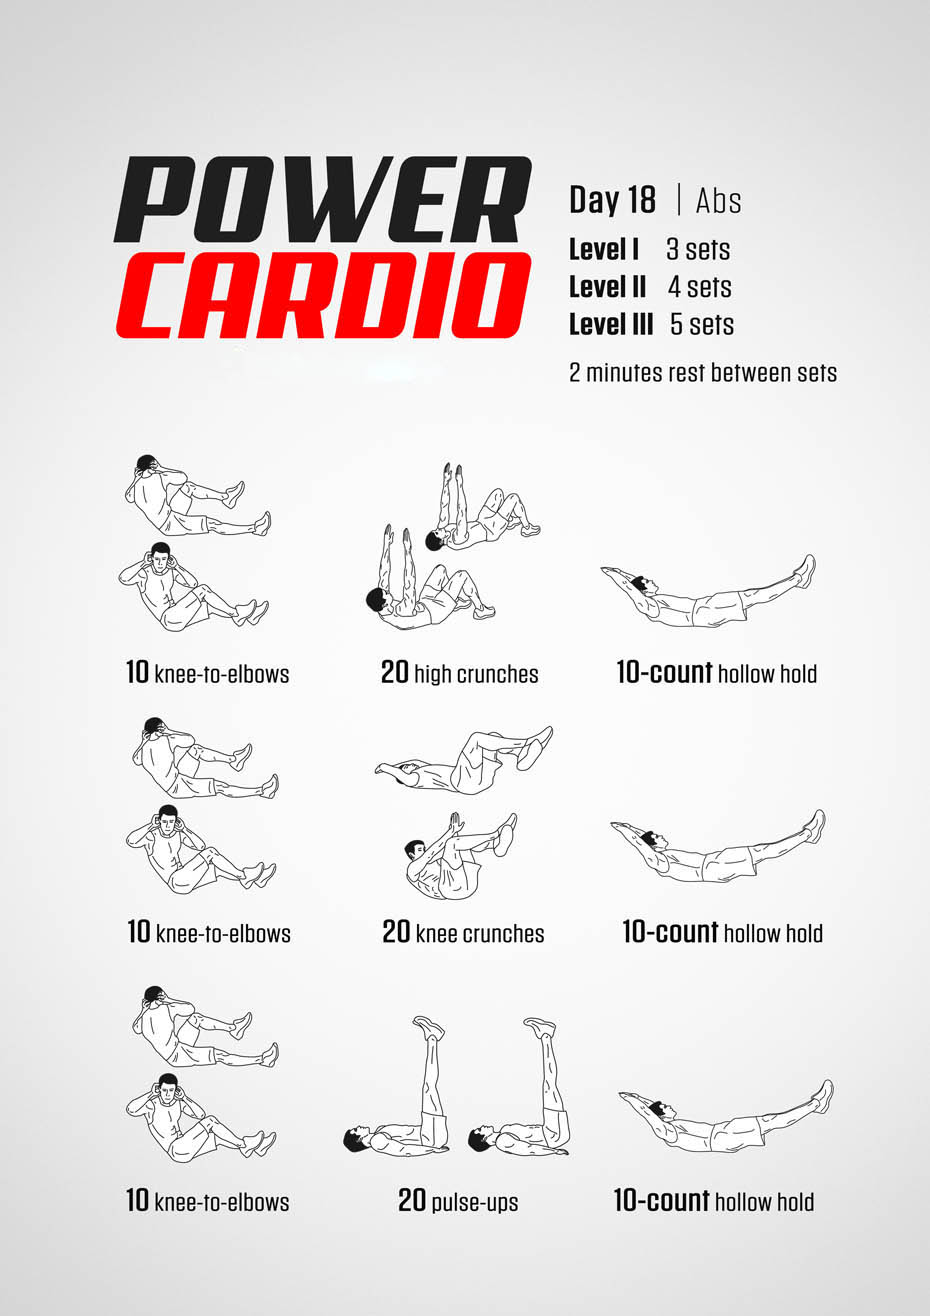 POWER
CARDIO
Day 18 | Abs
Level I 3 sets
Level II 4 sets
Level III 5 sets
2 minutes rest between sets
10 knee-to-elbows
20 high crunches
10-count hollow hold
10 knee-to-elbows
20 knee crunches
10-count hollow hold
10 knee-to-elbows
20 pulse-ups
10-count hollow hold